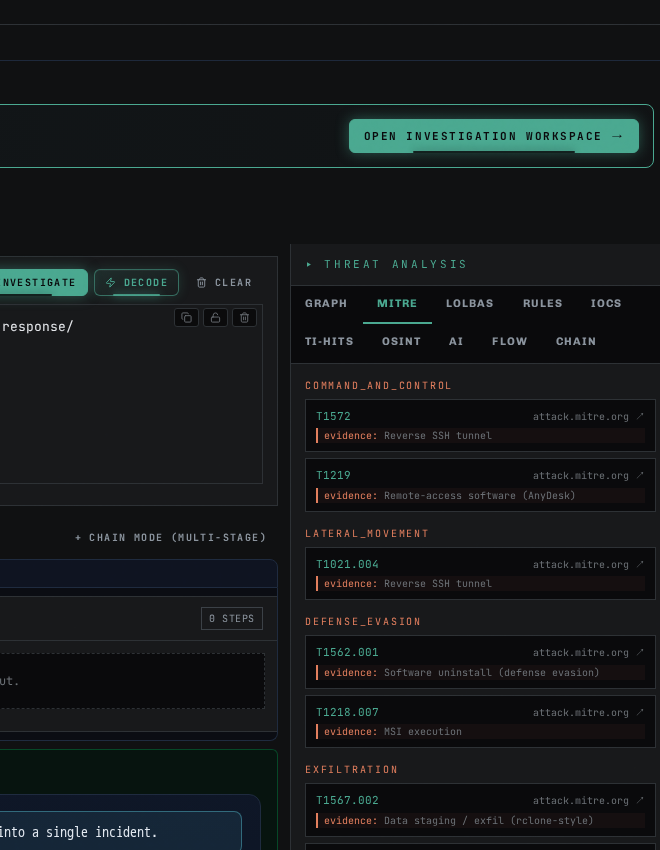 OPEN INVESTIGATION WORKSPACE →
NVESTIGATE
DECODE
CLEAR
response/
+ CHAIN MODE (MULTI-STAGE)
0 STEPS
ut.
into a single incident.
▸ THREAT ANALYSIS
GRAPH MITRE LOLBAS RULES IOCS
TI-HITS OSINT AI FLOW CHAIN
COMMAND_AND_CONTROL
T1572 attack.mitre.org ↗
evidence: Reverse SSH tunnel
T1219 attack.mitre.org ↗
evidence: Remote-access software (AnyDesk)
LATERAL_MOVEMENT
T1021.004 attack.mitre.org ↗
evidence: Reverse SSH tunnel
DEFENSE_EVASION
T1562.001 attack.mitre.org ↗
evidence: Software uninstall (defense evasion)
T1218.007 attack.mitre.org ↗
evidence: MSI execution
EXFILTRATION
T1567.002 attack.mitre.org ↗
evidence: Data staging / exfil (rclone-style)